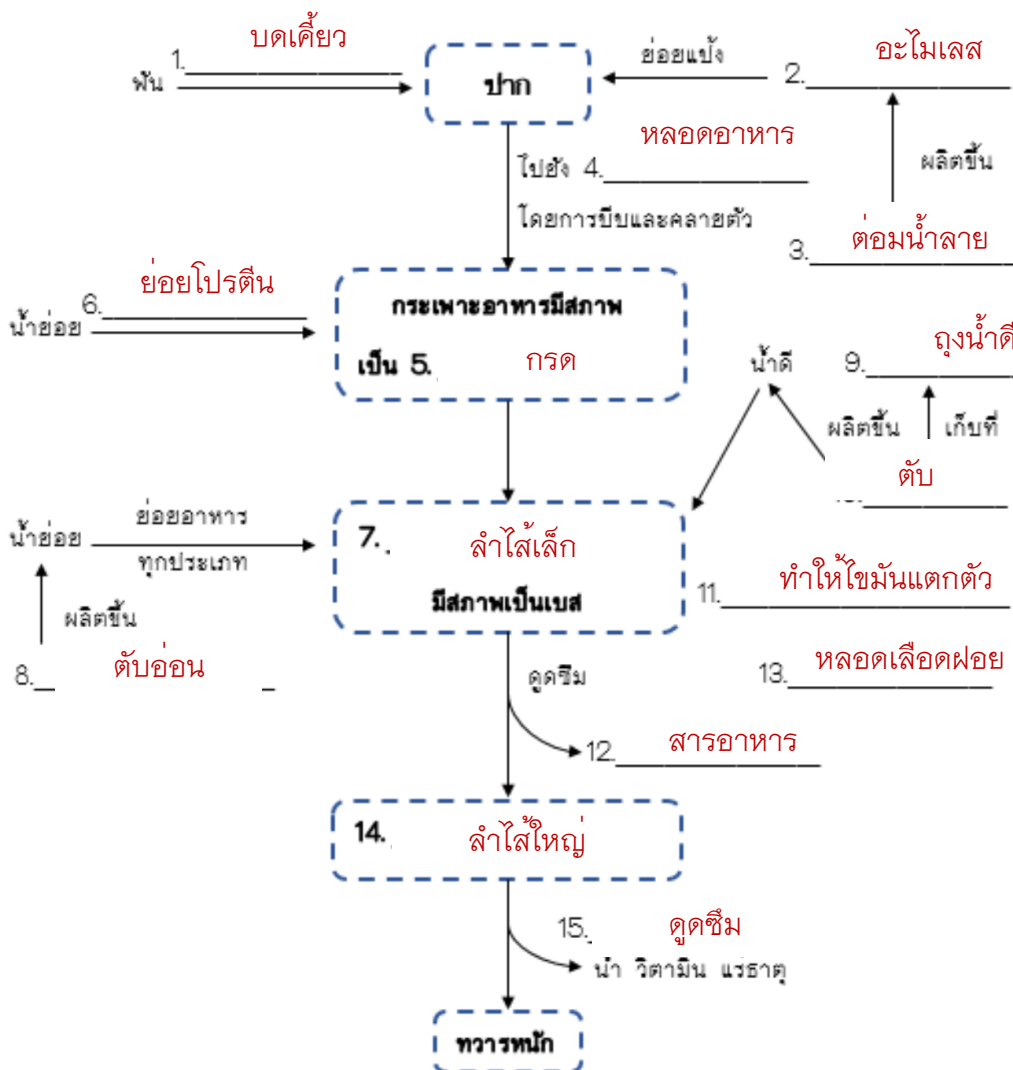 บดเคี้ยว
1.
ฟัน
ปาก
ย่อยแป้ง
อะไมเลส
2.
หลอดอาหาร
ไปยัง 4.
โดยการบีบและคลายตัว
ผลิตขึ้น
ต่อมน้ำลาย
3.
ย่อยโปรตีน
6.
น้ำย่อย
กระเพาะอาหารมีสภาพ
เป็น 5. กรด
น้ำดี
ถุงน้ำดี
9.
ผลิตขึ้น
เก็บที่
ตับ
น้ำย่อย
ย่อยอาหาร
ทุกประเภท
7. ลำไส้เล็ก
มีสภาพเป็นเบส
ทำให้ไขมันแตกตัว
11.
ผลิตขึ้น
8. ตับอ่อน
ดูดซึม
หลอดเลือดฝอย
13.
สารอาหาร
12.
14. ลำไส้ใหญ่
15. ดูดซึม
น้ำ วิตามิน แร่ธาตุ
ทวารหนัก